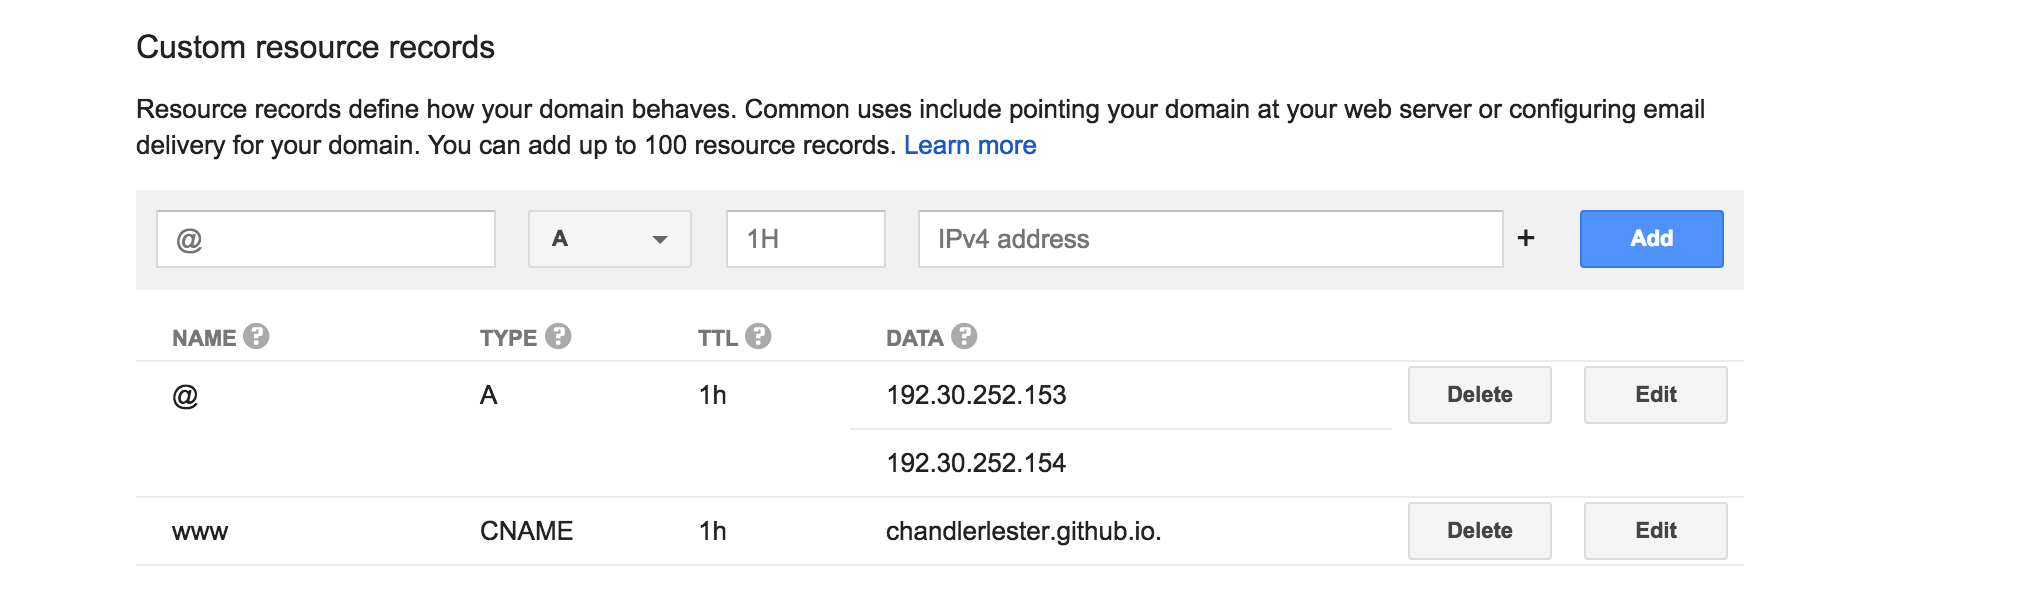 Custom resource records
Resource records define how your domain behaves. Common uses include pointing your domain at your web server or configuring email
delivery for your domain. You can add up to 100 resource records. Learn more
@ A 1H IPv4 address + Add
NAME ? TYPE ? TTL ? DATA ?
@ A 1h 192.30.252.153 Delete Edit
192.30.252.154
www CNAME 1h chandlerlester.github.io. Delete Edit